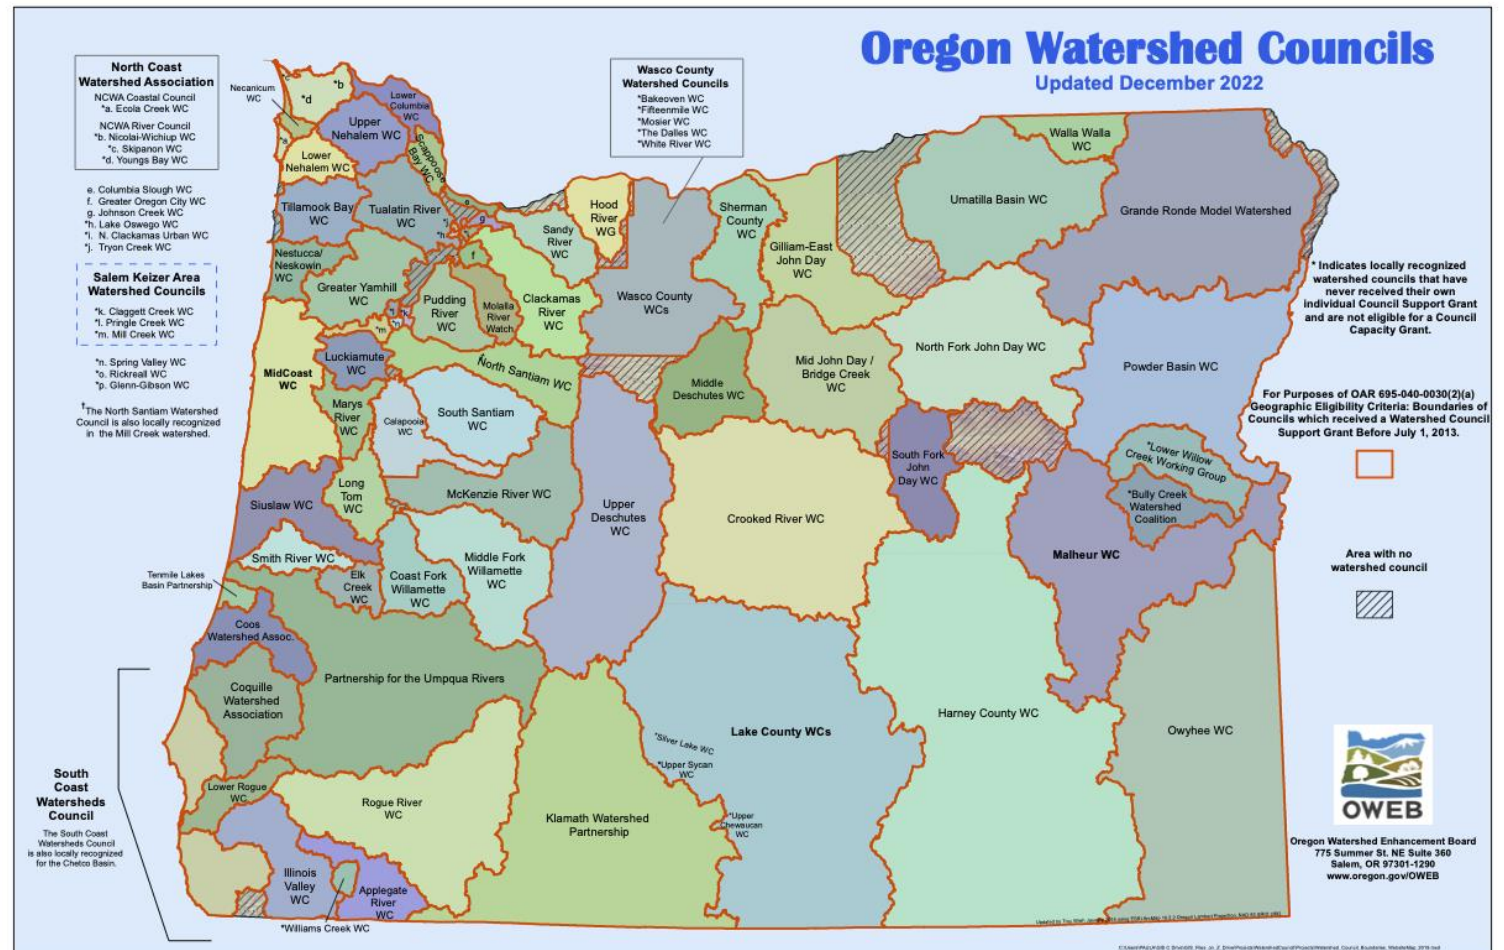 Oregon Watershed Councils
Updated December 2022
North Coast
Watershed Association
NCWA Coastal Council
*a. Ecola Creek WC
NCWA River Council
*b. Nicolai-Wichiup WC
*c. Skipanon WC
*d. Youngs Bay WC
e. Columbia Slough WC
f. Greater Oregon City WC
g. Johnson Creek WC
*h. Lake Oswego WC
*i. N. Clackamas Urban WC
*j. Tryon Creek WC
Salem Keizer Area
Watershed Councils
*k. Claggett Creek WC
*l. Pringle Creek WC
*m. Mill Creek WC
*n. Spring Valley WC
*o. Rickreall WC
*p. Glenn-Gibson WC
†The North Santiam Watershed
Council is also locally recognized
in the Mill Creek watershed.
Wasco County
Watershed Councils
*Bakeoven WC
*Fifteenmile WC
*Mosier WC
*The Dalles WC
*White River WC
Necanicum
WC
*c
*b
*d
*a
Lower
Columbia
WC
Upper
Nehalem WC
Scappoose
Bay WC
Lower
Nehalem WC
Tillamook Bay
WC
Tualatin River
WC
e
g
*j
*h
*i
f
Hood
River
WG
Sandy
River
WC
Nestucca/
Neskowin
WC
Greater Yamhill
WC
Pudding
River
WC
Molalla
River
Watch
Clackamas
River
WC
Wasco County
WCs
Sherman
County
WC
Gilliam-East
John Day
WC
Umatilla Basin WC
Walla Walla
WC
Grande Ronde Model Watershed
*m
*n
MidCoast
WC
Luckiamute
WC
†North Santiam WC
Marys
River
WC
Calapooia
WC
South Santiam
WC
Middle
Deschutes WC
Mid John Day /
Bridge Creek
WC
North Fork John Day WC
Powder Basin WC
South Fork
John
Day WC
*Lower Willow
Creek Working Group
*Bully Creek
Watershed
Coalition
Malheur WC
Siuslaw WC
Long
Tom
WC
McKenzie River WC
Upper
Deschutes
WC
Crooked River WC
Smith River WC
Elk
Creek
WC
Coast Fork
Willamette
WC
Middle Fork
Willamette
WC
Tenmile Lakes
Basin Partnership
Coos
Watershed Assoc.
Partnership for the Umpqua Rivers
Coquille
Watershed
Association
Lake County WCs
*Silver Lake WC
*Upper Sycan
WC
*Upper
Chewaucan
WC
Harney County WC
Owyhee WC
Lower Rogue
WC
Rogue River
WC
Klamath Watershed
Partnership
Illinois
Valley
WC
Applegate
River
WC
*Williams Creek WC
South
Coast
Watersheds
Council
The South Coast
Watersheds Council
is also locally recognized
for the Chetco Basin.
* Indicates locally recognized
watershed councils that have
never received their own
individual Council Support Grant
and are not eligible for a Council
Capacity Grant.
For Purposes of OAR 695-040-0030(2)(a)
Geographic Eligibility Criteria: Boundaries of
Councils which received a Watershed Council
Support Grant Before July 1, 2013.
Area with no
watershed council
OWEB
Oregon Watershed Enhancement Board
775 Summer St. NE Suite 360
Salem, OR 97301-1290
www.oregon.gov/OWEB